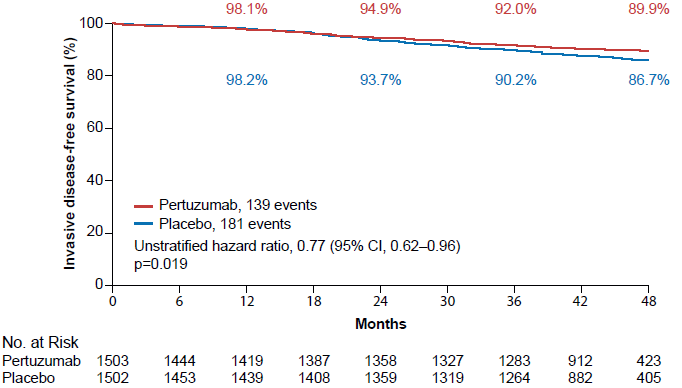 98.1% 94.9% 92.0% 89.9%
100
80
98.2% 93.7% 90.2% 86.7%
60
40
20
0
Invasive disease-free survival (%)
Pertuzumab, 139 events
Placebo, 181 events
Unstratified hazard ratio, 0.77 (95% CI, 0.62–0.96)
p=0.019
0 6 12 18 24 30 36 42 48
Months
No. at Risk
Pertuzumab 1503 1444 1419 1387 1358 1327 1283 912 423
Placebo 1502 1453 1439 1408 1359 1319 1264 882 405